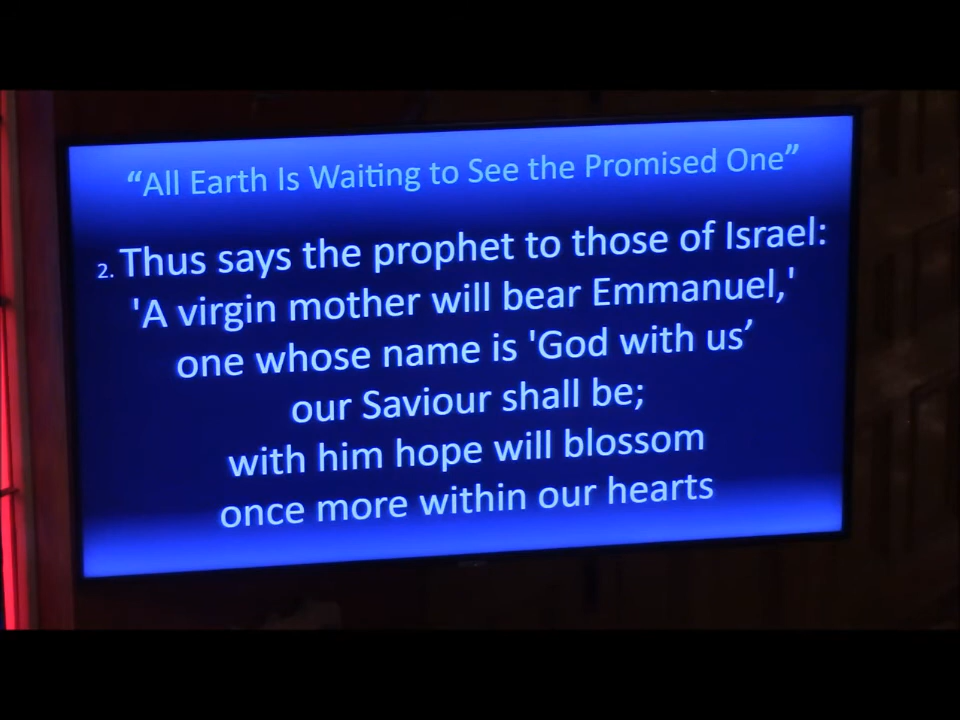 “All Earth Is Waiting to See the Promised One”
2. Thus says the prophet to those of Israel:
'A virgin mother will bear Emmanuel,'
one whose name is 'God with us’
our Saviour shall be;
with him hope will blossom
once more within our hearts